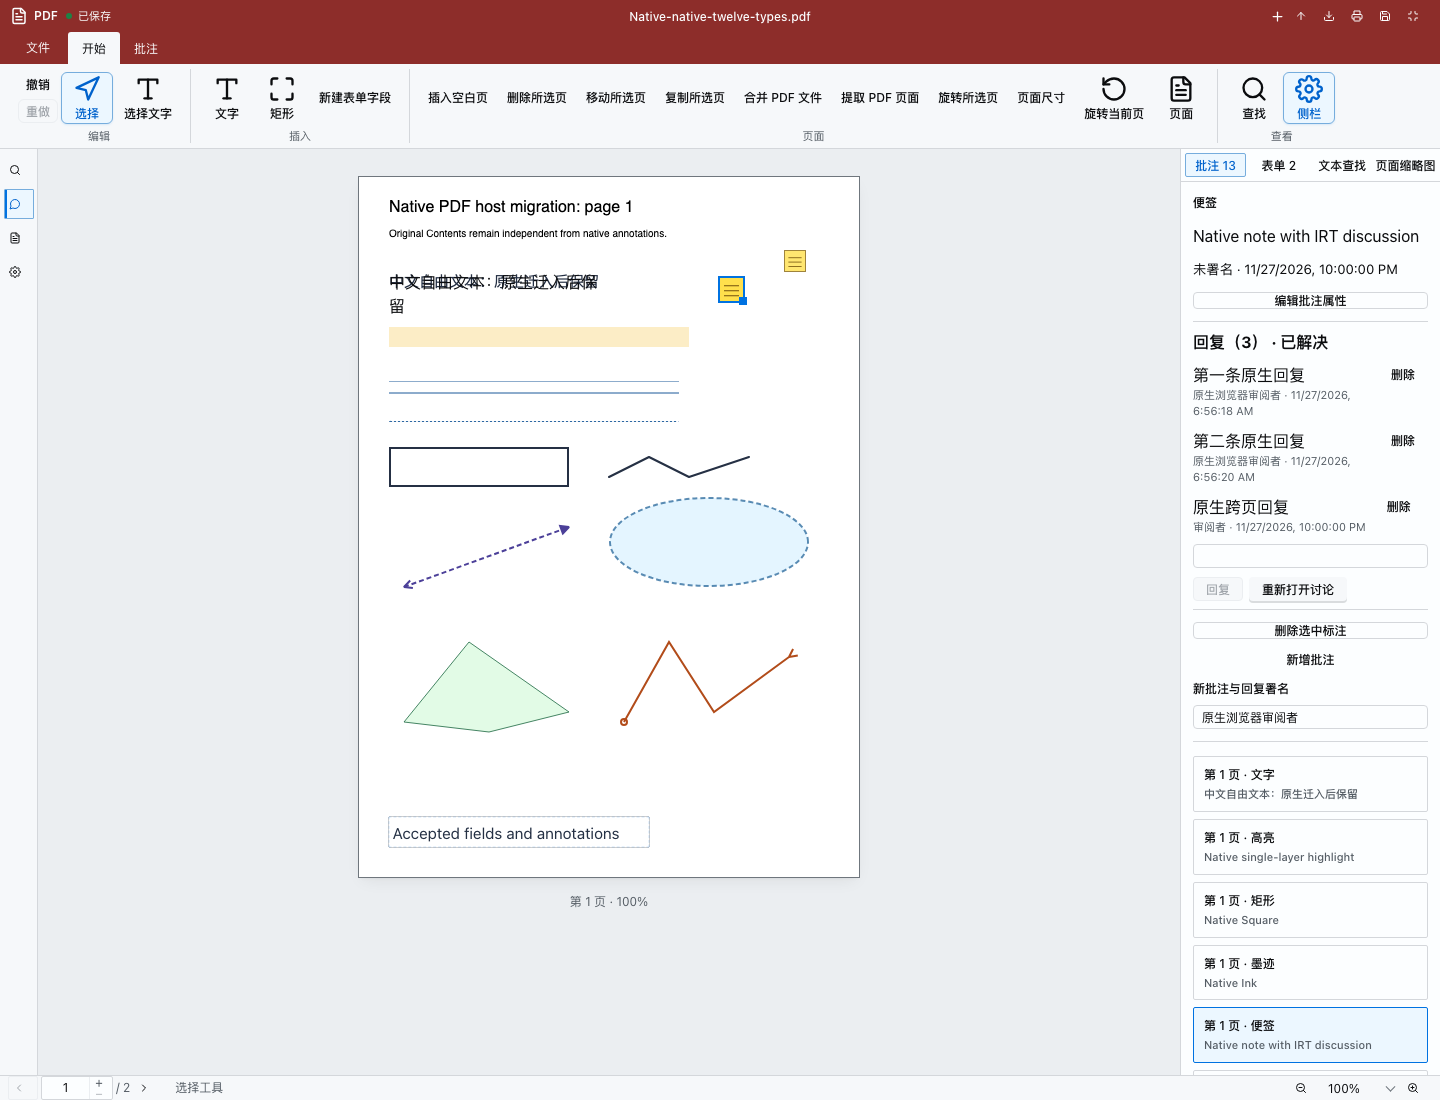 PDF 已保存
Native-native-twelve-types.pdf
文件 开始 批注
撤销
重做
选择
选择文字
编辑
文字
矩形
新建表单字段
插入
插入空白页
删除所选页
移动所选页
复制所选页
合并 PDF 文件
提取 PDF 页面
旋转所选页
页面尺寸
旋转当前页
页面
页面
查找
侧栏
查看
Native PDF host migration: page 1
Original Contents remain independent from native annotations.
中文自由文本：原生迁入后保留
留
Accepted fields and annotations
第 1 页 · 100%
批注 13 表单 2 文本查找 页面缩略图
便签
Native note with IRT discussion
未署名 · 11/27/2026, 10:00:00 PM
编辑批注属性
回复（3） · 已解决
第一条原生回复 删除
原生浏览器审阅者 · 11/27/2026,
6:56:18 AM
第二条原生回复 删除
原生浏览器审阅者 · 11/27/2026,
6:56:20 AM
原生跨页回复 删除
审阅者 · 11/27/2026, 10:00:00 PM
回复 重新打开讨论
删除选中标注
新增批注
新批注与回复署名
原生浏览器审阅者
第 1 页 · 文字
中文自由文本：原生迁入后保留
第 1 页 · 高亮
Native single-layer highlight
第 1 页 · 矩形
Native Square
第 1 页 · 墨迹
Native Ink
第 1 页 · 便签
Native note with IRT discussion
1 / 2 选择工具
100%